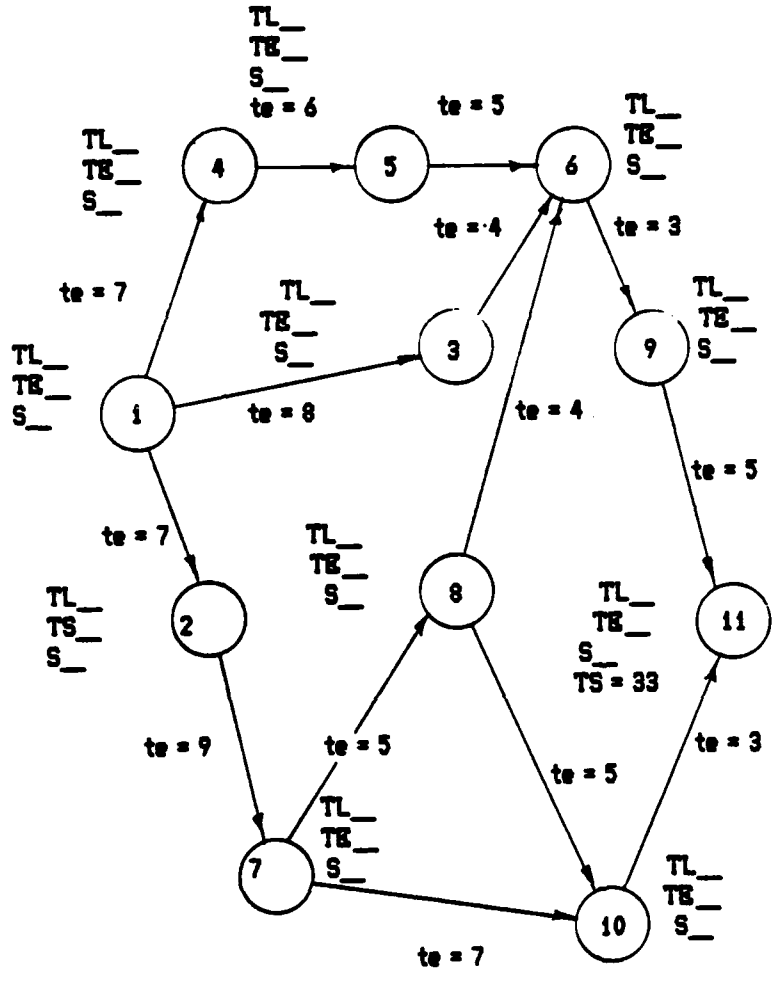 TL__
TE__
S__
te = 6
te = 5
TL__
TE__
S__
TL__
TE__
S__
4
5
6
te = 4
te = 3
te = 7
TL__
TE__
S__
TL__
TE__
S__
3
9
TL__
TE__
S__
1
te = 8
te = 4
te = 5
te = 7
TL__
TE__
S__
8
TL__
TS__
S__
2
TL__
TE__
S__
TS = 33
11
te = 9
te = 5
te = 5
te = 3
TL__
TE__
S__
7
TL__
TE__
S__
10
te = 7